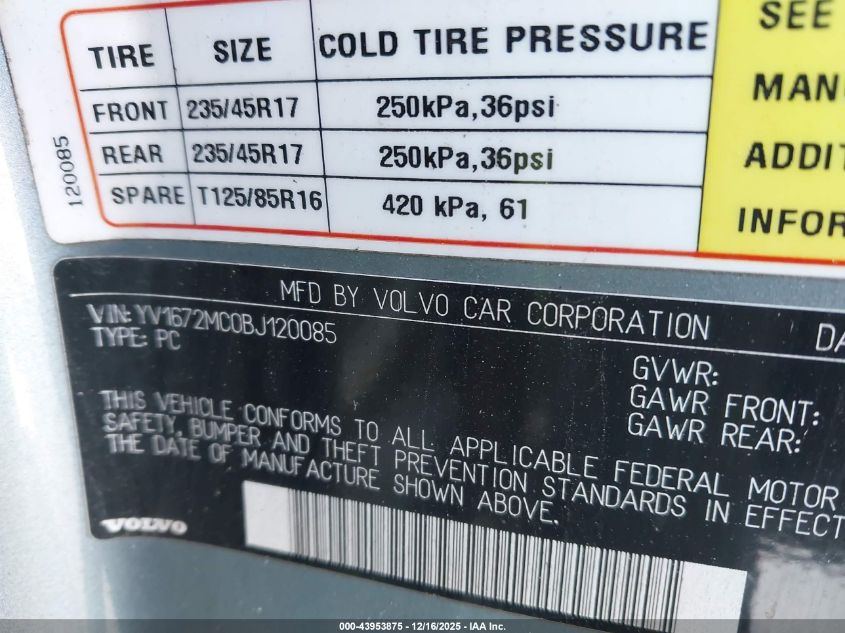 TIRE SIZE COLD TIRE PRESSURE
FRONT 235/45R17 250kPa,36psi
REAR 235/45R17 250kPa,36psi
SPARE T125/85R16 420 kPa, 61
120085
SEE
MANU
ADDIT
INFOR
MFD BY VOLVO CAR CORPORATION DA
VIN: YV1672MC0BJ120085
TYPE: PC
GVWR:
GAWR FRONT:
GAWR REAR:
THIS VEHICLE CONFORMS TO ALL APPLICABLE FEDERAL MOTOR
SAFETY, BUMPER AND THEFT PREVENTION STANDARDS IN EFFECT
THE DATE OF MANUFACTURE SHOWN ABOVE.
VOLVO
000-43953875 - 12/16/2025 - IAA Inc.